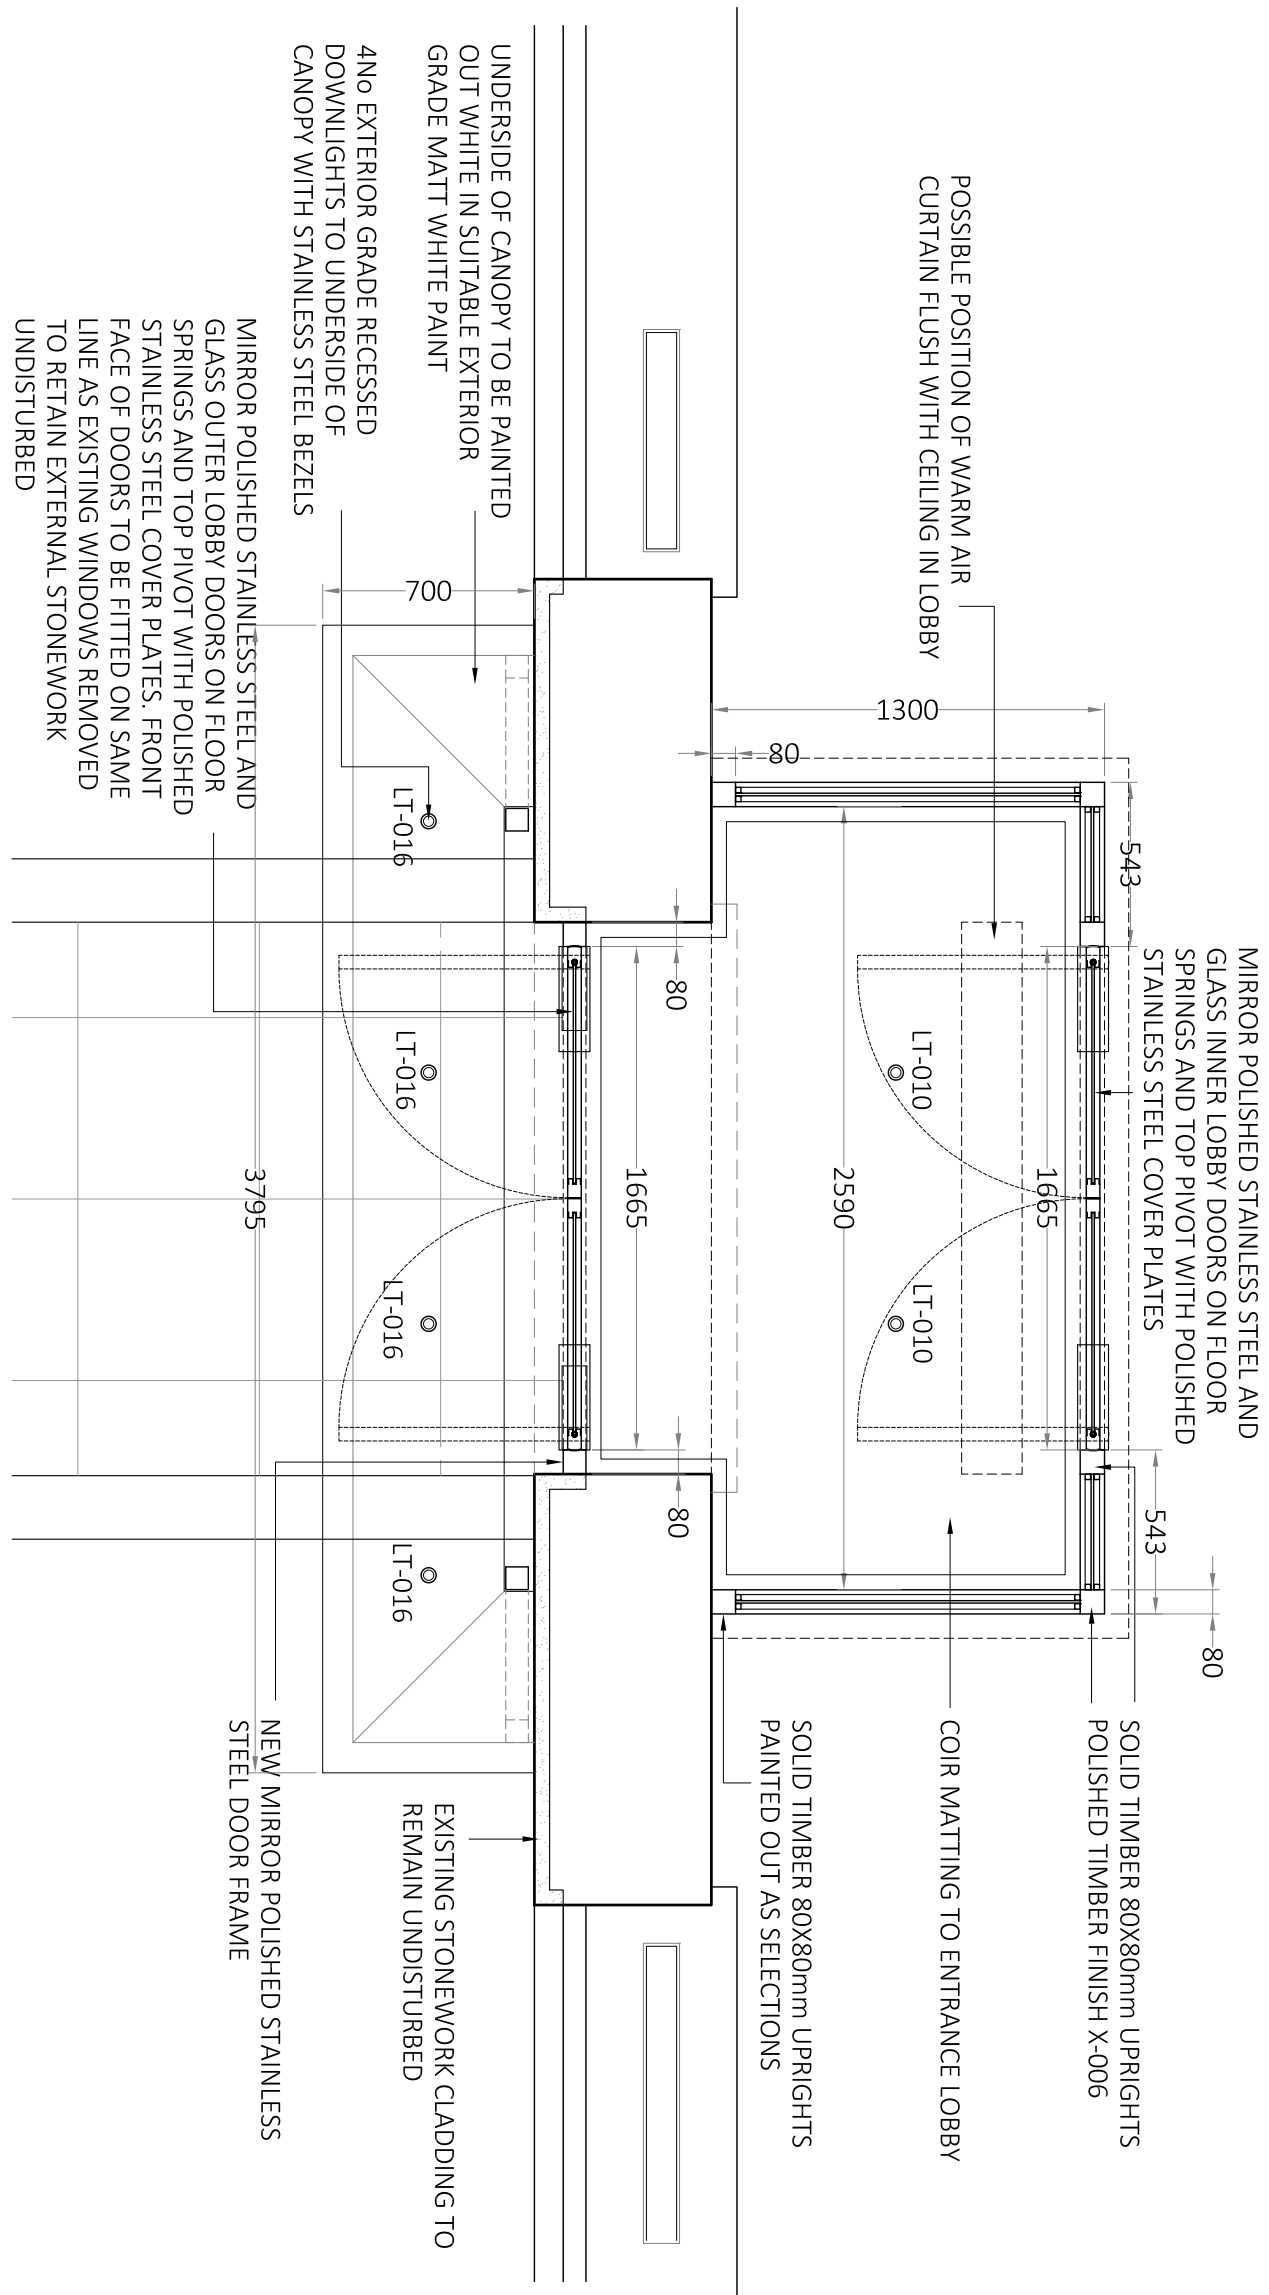 MIRROR POLISHED STAINLESS STEEL AND
GLASS INNER LOBBY DOORS ON FLOOR
SPRINGS AND TOP PIVOT WITH POLISHED
STAINLESS STEEL COVER PLATES
SOLID TIMBER 80X80mm UPRIGHTS
POLISHED TIMBER FINISH X-006
POSSIBLE POSITION OF WARM AIR
CURTAIN FLUSH WITH CEILING IN LOBBY
COIR MATTING TO ENTRANCE LOBBY
SOLID TIMBER 80X80mm UPRIGHTS
PAINTED OUT AS SELECTIONS
80
543
543
1665
1300
LT-010
LT-010
2590
80
80
80
1665
UNDERSIDE OF CANOPY TO BE PAINTED
OUT WHITE IN SUITABLE EXTERIOR
GRADE MATT WHITE PAINT
700
LT-016
LT-016
LT-016
LT-016
EXISTING STONEWORK CLADDING TO
REMAIN UNDISTURBED
4No EXTERIOR GRADE RECESSED
DOWNLIGHTS TO UNDERSIDE OF
CANOPY WITH STAINLESS STEEL BEZELS
3795
NEW MIRROR POLISHED STAINLESS
STEEL DOOR FRAME
MIRROR POLISHED STAINLESS STEEL AND
GLASS OUTER LOBBY DOORS ON FLOOR
SPRINGS AND TOP PIVOT WITH POLISHED
STAINLESS STEEL COVER PLATES. FRONT
FACE OF DOORS TO BE FITTED ON SAME
LINE AS EXISTING WINDOWS REMOVED
TO RETAIN EXTERNAL STONEWORK
UNDISTURBED